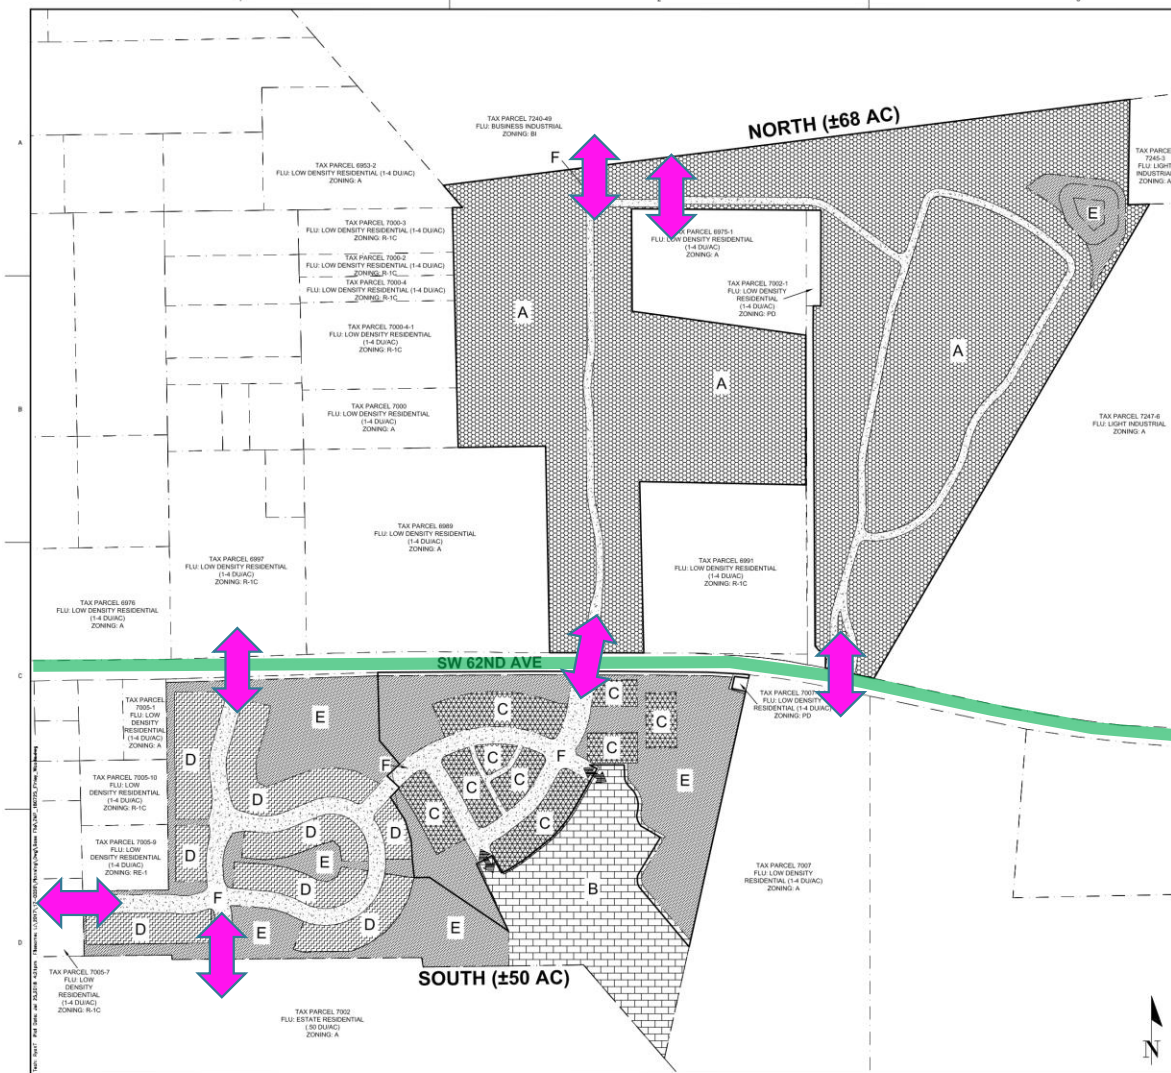 NORTH (±68 AC)
TAX PARCEL 7240-49
FLU: BUSINESS INDUSTRIAL
ZONING: BI
F
A
TAX PARCEL 6953-2
FLU: LOW DENSITY RESIDENTIAL (1-4 DU/AC)
ZONING: A
TAX PARCE
7245-3
FLU: LIGHT
INDUSTRIAL
ZONING: A
E
TAX PARCEL 7000-3
FLU: LOW DENSITY RESIDENTIAL (1-4 DU/AC)
ZONING: R-1C
TAX PARCEL 7000-2
FLU: LOW DENSITY RESIDENTIAL (1-4 DU/AC)
ZONING: R-1C
TAX PARCEL 7000-4
FLU: LOW DENSITY RESIDENTIAL (1-4 DU/AC)
ZONING: R-1C
TAX PARCEL 6975-1
FLU: LOW DENSITY RESIDENTIAL
(1-4 DU/AC)
ZONING: A
TAX PARCEL 7002-1
FLU: LOW DENSITY
RESIDENTIAL
(1-4 DU/AC)
ZONING: PD
TAX PARCEL 7000-4-1
FLU: LOW DENSITY RESIDENTIAL
(1-4 DU/AC)
ZONING: R-1C
A
A
A
B
TAX PARCEL 7000
FLU: LOW DENSITY RESIDENTIAL
(1-4 DU/AC)
ZONING: A
TAX PARCEL 7247-6
FLU: LIGHT INDUSTRIAL
ZONING: A
TAX PARCEL 6989
FLU: LOW DENSITY RESIDENTIAL
(1-4 DU/AC)
ZONING: A
TAX PARCEL 6997
FLU: LOW DENSITY RESIDENTIAL
(1-4 DU/AC)
ZONING: R-1C
TAX PARCEL 6991
FLU: LOW DENSITY RESIDENTIAL
(1-4 DU/AC)
ZONING: R-1C
TAX PARCEL 6976
FLU: LOW DENSITY RESIDENTIAL
(1-4 DU/AC)
ZONING: A
SW 62ND AVE
C
TAX PARCEL
7005-1
FLU: LOW
DENSITY
RESIDENTIAL
(1-4 DU/AC)
ZONING: A
TAX PARCEL 7007
FLU: LOW DENSITY
RESIDENTIAL (1-4 DU/AC)
ZONING: PD
E
C
C
C
C
C
C
C
C
C
F
F
E
D
D
D
D
D
D
D
D
E
TAX PARCEL 7005-10
FLU: LOW
DENSITY RESIDENTIAL
(1-4 DU/AC)
ZONING: R-1C
TAX PARCEL 7005-9
FLU: LOW
DENSITY RESIDENTIAL
(1-4 DU/AC)
ZONING: RE-1
TAX PARCEL 7007
FLU: LOW DENSITY
RESIDENTIAL (1-4 DU/AC)
ZONING: A
B
F
E
E
D
SOUTH (±50 AC)
TAX PARCEL 7005-7
FLU: LOW
DENSITY
RESIDENTIAL
(1-4 DU/AC)
ZONING: R-1C
TAX PARCEL 7002
FLU: ESTATE RESIDENTIAL
(.50 DU/AC)
ZONING: A
N